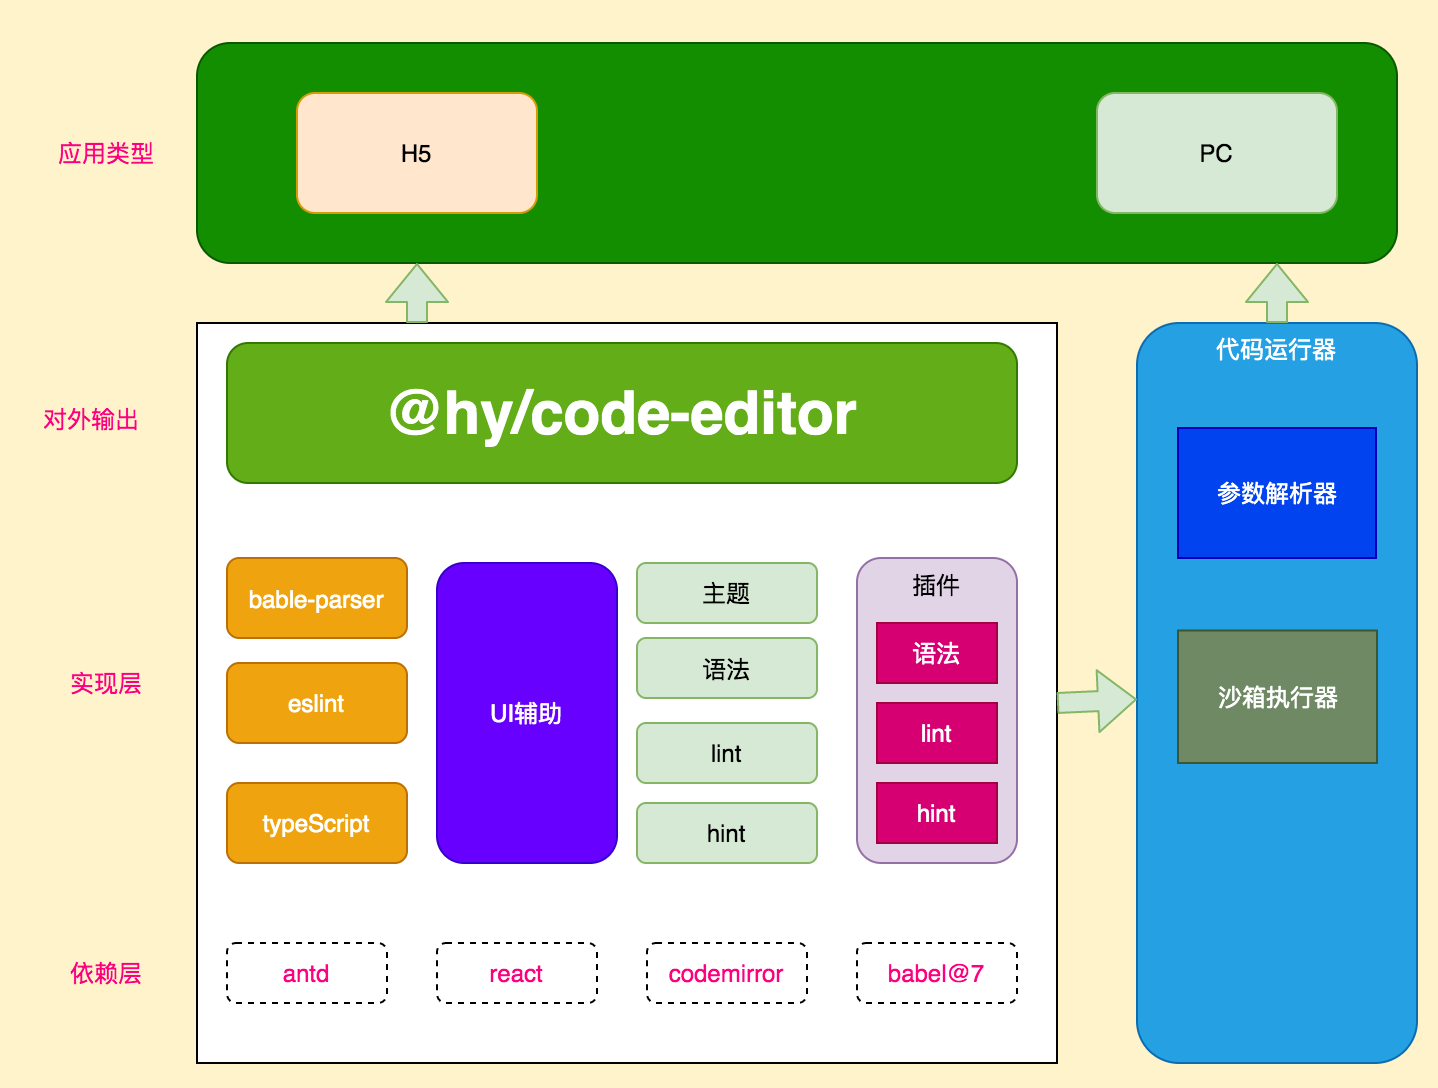 应用类型
H5
PC
对外输出
@hy/code-editor
代码运行器
参数解析器
沙箱执行器
实现层
bable-parser
eslint
typeScript
UI辅助
主题
语法
lint
hint
插件
语法
lint
hint
依赖层
antd
react
codemirror
babel@7